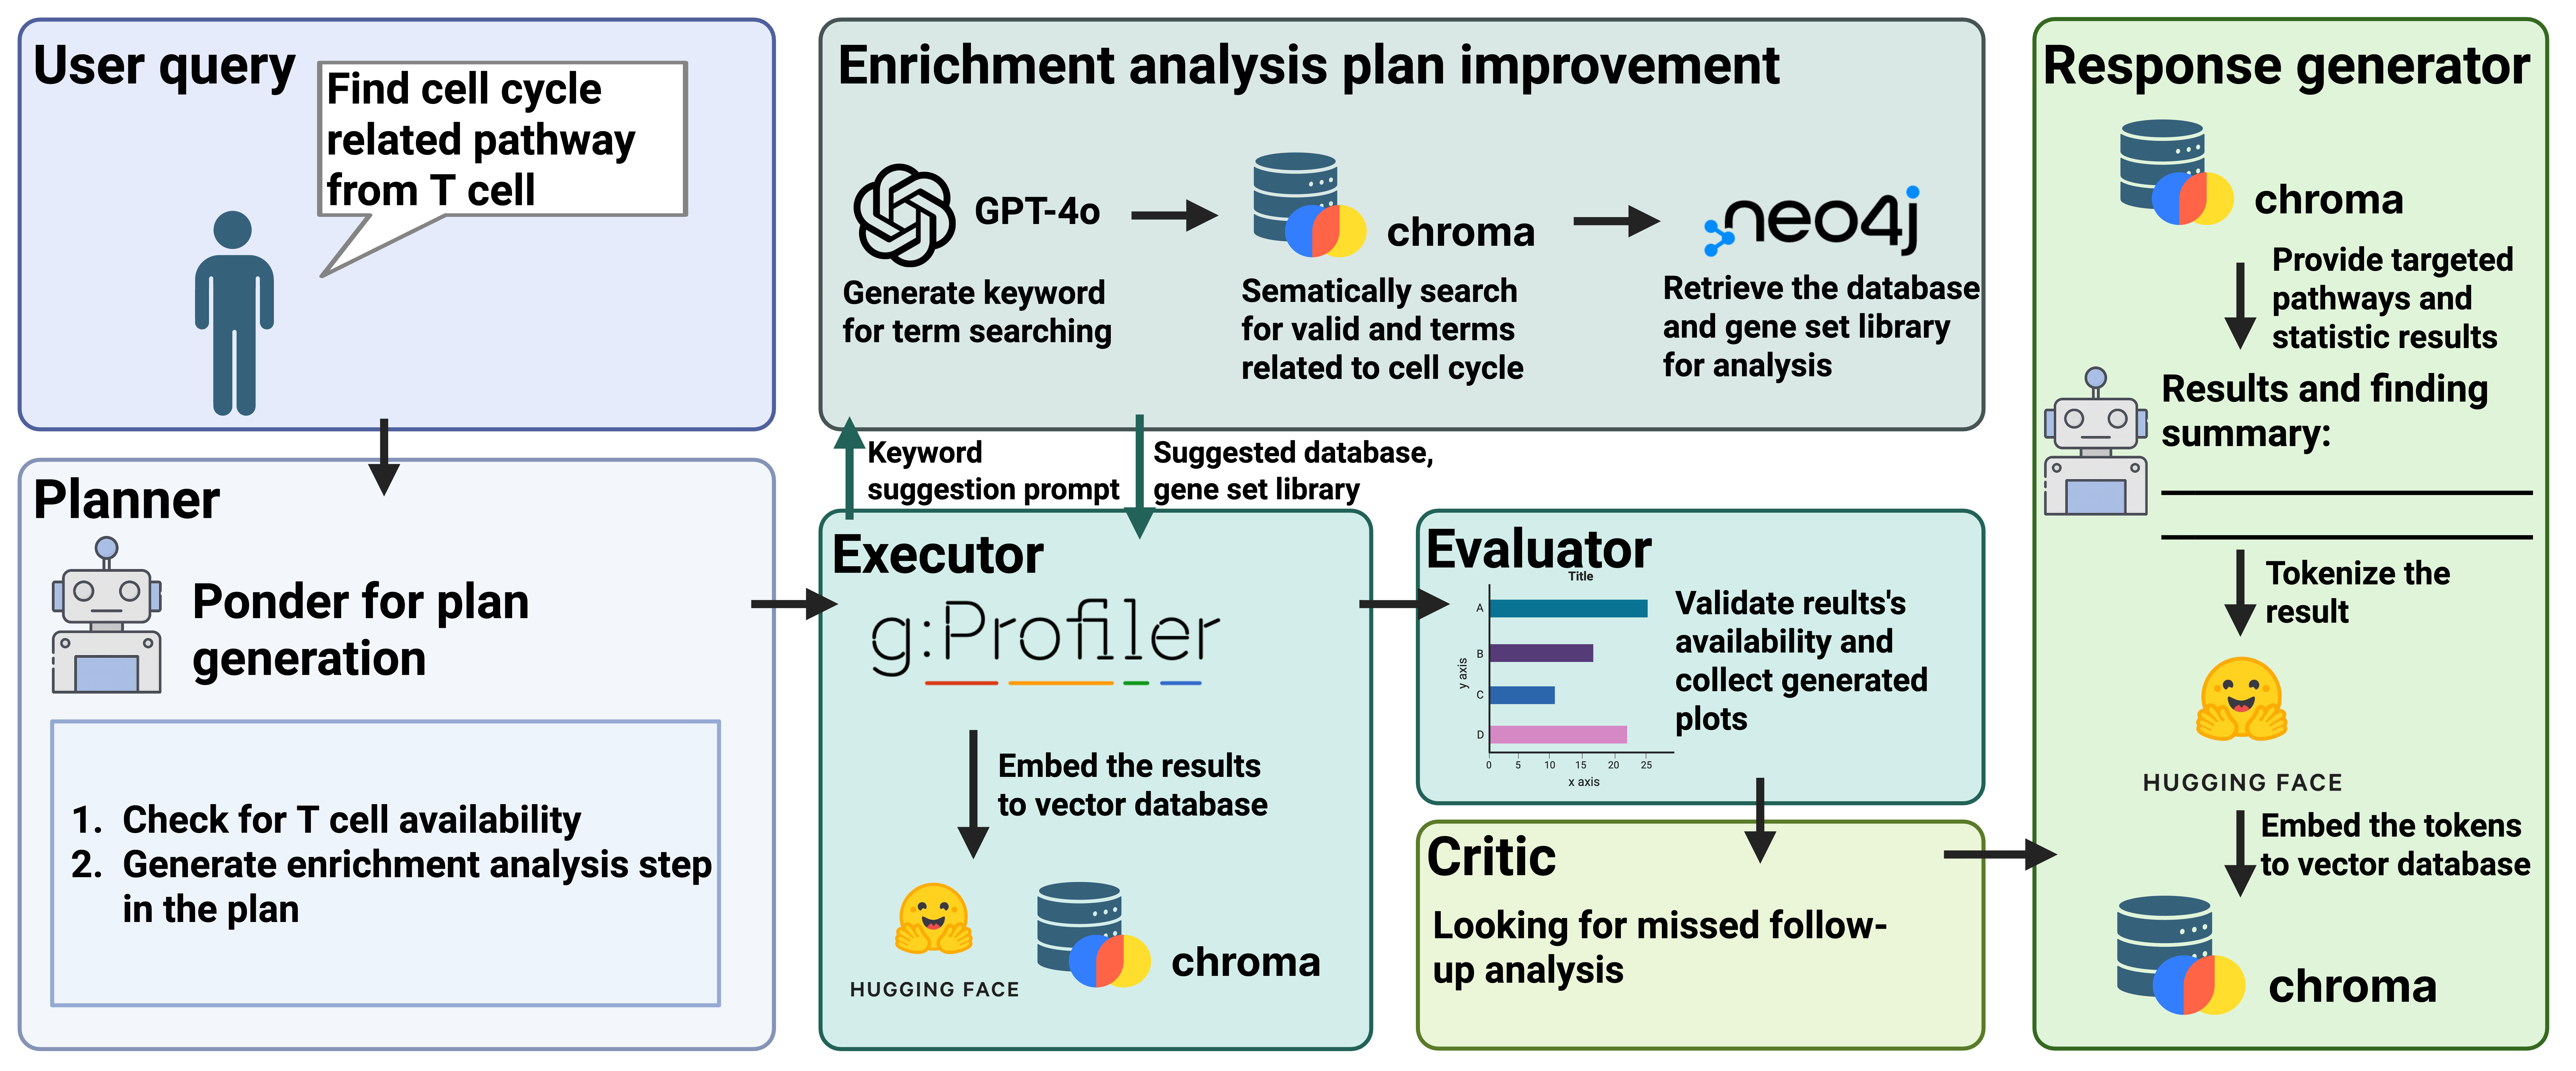 User query
Find cell cycle
related pathway
from T cell
Planner
Ponder for plan
generation
1. Check for T cell availability
2. Generate enrichment analysis step
in the plan
Enrichment analysis plan improvement
GPT-4o
Generate keyword
for term searching
chroma
Sematically search
for valid and terms
related to cell cycle
neo4j
Retrieve the database
and gene set library
for analysis
Keyword
suggestion prompt
Suggested database,
gene set library
Executor
g:Profiler
Embed the results
to vector database
HUGGING FACE
chroma
Evaluator
Title
y axis
A
B
C
D
0 5 10 15 20 25
x axis
Validate reults's
availability and
collect generated
plots
Critic
Looking for missed follow-
up analysis
Response generator
chroma
Provide targeted
pathways and
statistic results
Results and finding
summary:
Tokenize the
result
HUGGING FACE
Embed the tokens
to vector database
chroma